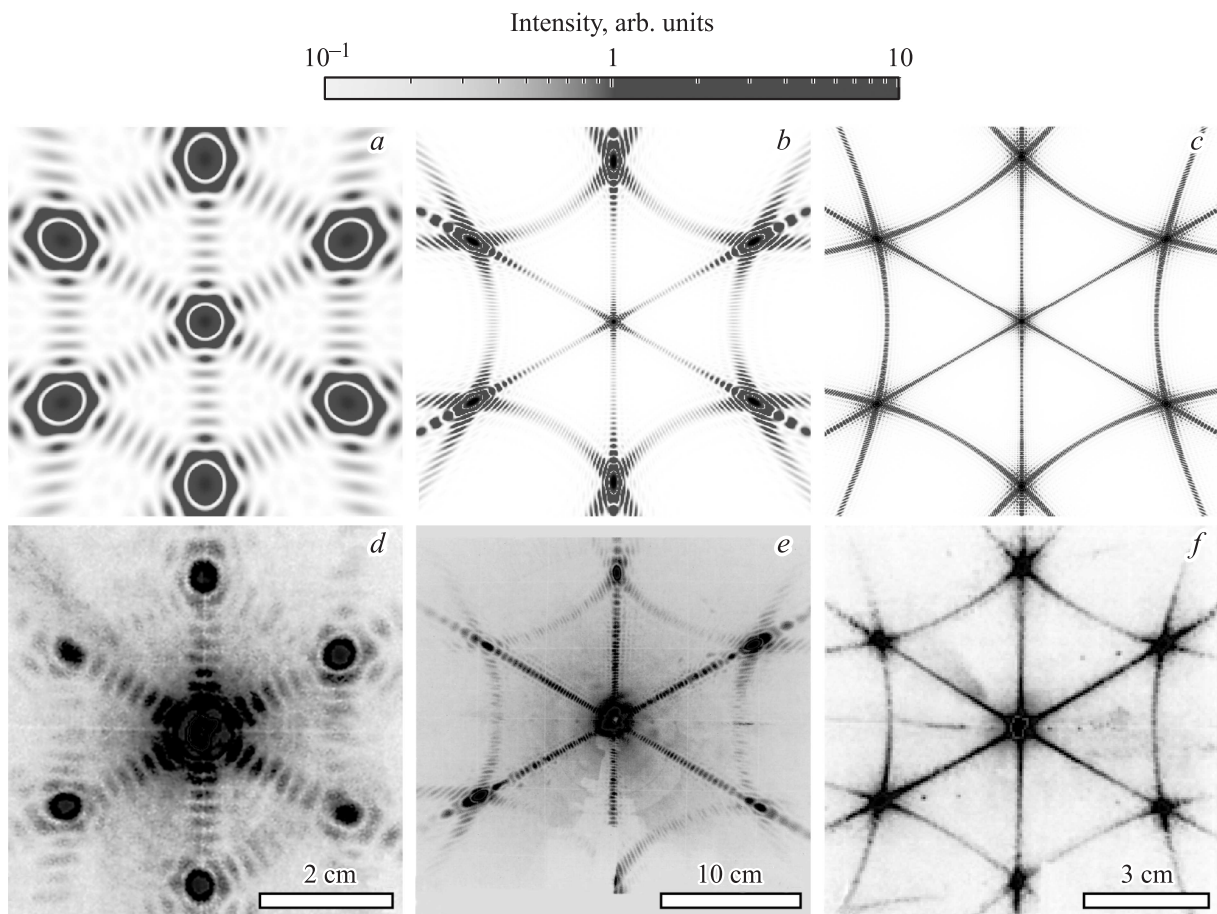 Intensity, arb. units
10⁻¹ 1 10
a b c
d e f
2 cm 10 cm 3 cm